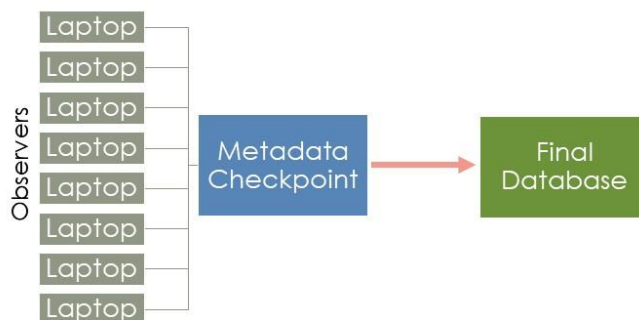 Observers
Laptop
Laptop
Laptop
Laptop
Laptop
Laptop
Laptop
Laptop
Metadata
Checkpoint
Final
Database